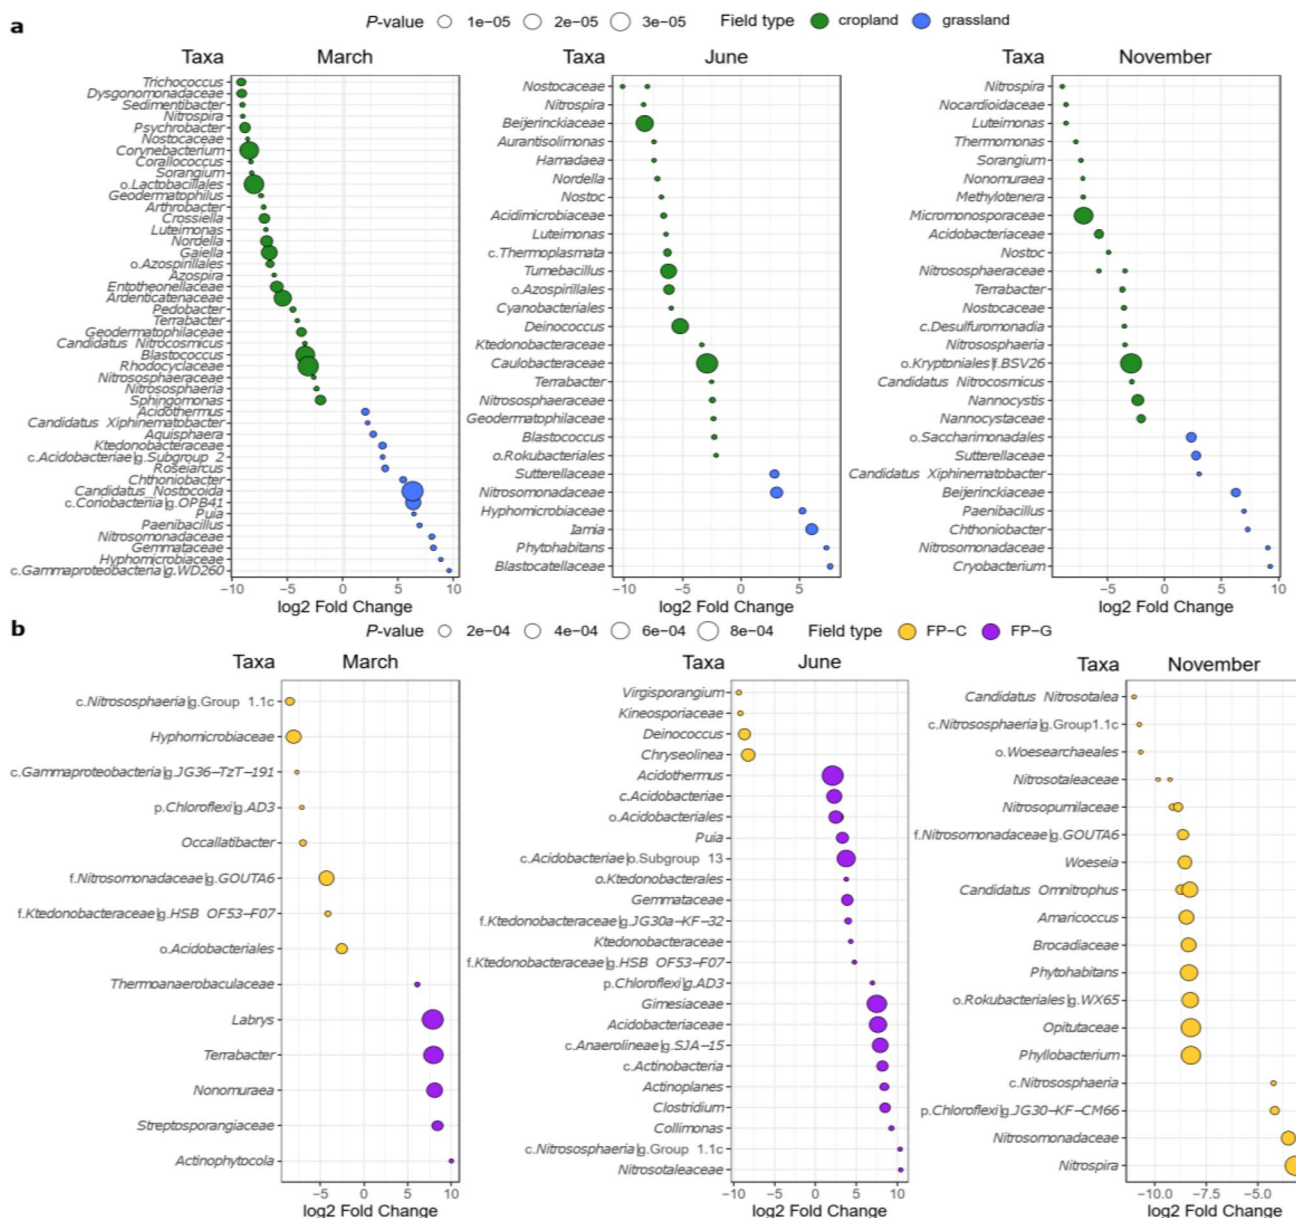 a
P-value 1e−05 2e−05 3e−05 Field type cropland grassland
Taxa March
Trichococcus
Dysgonomonadaceae
Sedimentibacter
Nitrospira
Psychrobacter
Nostocaceae
Corynebacterium
Corallococcus
Sorangium
o.Lactobacillales
Geodermatophilus
Arthrobacter
Crossiella
Luteimonas
Nordella
Gaiella
o.Azospirillales
Azospira
Entotheonellaceae
Ardenticatenaceae
Pedobacter
Terrabacter
Geodermatophilaceae
Candidatus Nitrocosmicus
Blastococcus
Rhodocyclaceae
Nitrososphaeraceae
Nitrososphaeria
Sphingomonas
Acidothermus
Candidatus Xiphinematobacter
Aquisphaera
Ktedonobacteraceae
c.Acidobacteriae|g.Subgroup 2
Roseiarcus
Chthoniobacter
Candidatus Nostocoida
c.Coriobacteriia|g.OPB41
Puia
Paenibacillus
Nitrosomonadaceae
Gemmataceae
Hyphomicrobiaceae
c.Gammaproteobacteria|g.WD260
−10 −5 0 5 10
log2 Fold Change
Taxa June
Nostocaceae
Nitrospira
Beijerinckiaceae
Aurantisolimonas
Hamadaea
Nordella
Nostoc
Acidimicrobiaceae
Luteimonas
c.Thermoplasmata
Tumebacillus
o.Azospirillales
Cyanobacteriales
Deinococcus
Ktedonobacteraceae
Caulobacteraceae
Terrabacter
Nitrososphaeraceae
Geodermatophilaceae
Blastococcus
o.Rokubacteriales
Sutterellaceae
Nitrosomonadaceae
Hyphomicrobiaceae
Iamia
Phytohabitans
Blastocatellaceae
−10 −5 0 5
log2 Fold Change
Taxa November
Nitrospira
Nocardioidaceae
Luteimonas
Thermomonas
Sorangium
Nonomuraea
Methylotenera
Micromonosporaceae
Acidobacteriaceae
Nostoc
Nitrososphaeraceae
Terrabacter
Nostocaceae
c.Desulfuromonadia
Nitrososphaeria
o.Kryptoniales|f.BSV26
Candidatus Nitrocosmicus
Nannocystis
Nannocystaceae
o.Saccharimonadales
Sutterellaceae
Candidatus Xiphinematobacter
Beijerinckiaceae
Paenibacillus
Chthoniobacter
Nitrosomonadaceae
Cryobacterium
−5 0 5 10
log2 Fold Change
b
P-value 2e−04 4e−04 6e−04 8e−04 Field type FP−C FP−G
Taxa March
c.Nitrososphaeria|g.Group 1.1c
Hyphomicrobiaceae
c.Gammaproteobacteria|g.JG36−TzT−191
p.Chloroflexi|g.AD3
Occallatibacter
f.Nitrosomonadaceae|g.GOUTA6
f.Ktedonobacteraceae|g.HSB OF53−F07
o.Acidobacteriales
Thermoanaerobaculaceae
Labrys
Terrabacter
Nonomuraea
Streptosporangiaceae
Actinophytocola
−5 0 5 10
log2 Fold Change
Taxa June
Virgisporangium
Kineosporiaceae
Deinococcus
Chryseolinea
Acidothermus
c.Acidobacteriae
o.Acidobacteriales
Puia
c.Acidobacteriae|o.Subgroup 13
o.Ktedonobacterales
Gemmataceae
f.Ktedonobacteraceae|g.JG30a−KF−32
Ktedonobacteraceae
f.Ktedonobacteraceae|g.HSB OF53−F07
p.Chloroflexi|g.AD3
Gimesiaceae
Acidobacteriaceae
c.Anaerolineae|g.SJA−15
c.Actinobacteria
Actinoplanes
Clostridium
Collimonas
c.Nitrososphaeria|g.Group 1.1c
Nitrosotaleaceae
−10 −5 0 5 10
log2 Fold Change
Taxa November
Candidatus Nitrosotalea
c.Nitrososphaeria|g.Group1.1c
o.Woesearchaeales
Nitrosotaleaceae
Nitrosopumilaceae
f.Nitrosomonadaceae|g.GOUTA6
Woeseia
Candidatus Omnitrophus
Amaricoccus
Brocadiaceae
Phytohabitans
o.Rokubacteriales|g.WX65
Opitutaceae
Phyllobacterium
c.Nitrososphaeria
p.Chloroflexi|g.JG30−KF−CM66
Nitrosomonadaceae
Nitrospira
−10.0 −7.5 −5.0
log2 Fold Change